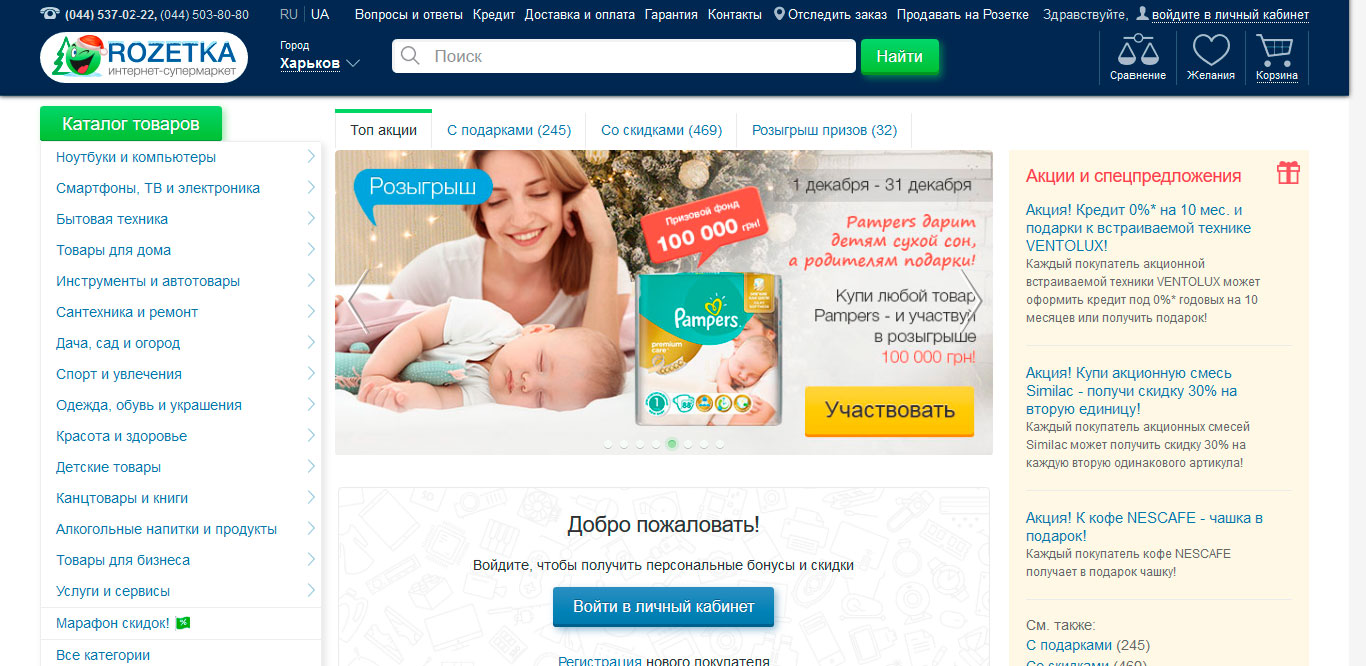 (044) 537-02-22, (044) 503-80-80
RU UA
Вопросы и ответы Кредит Доставка и оплата Гарантия Контакты Отследить заказ Продавать на Розетке
Здравствуйте, войдите в личный кабинет
ROZETKA
интернет-супермаркет
Город
Харьков
Поиск
Найти
Сравнение
Желания
Корзина
Каталог товаров
Ноутбуки и компьютеры
Смартфоны, ТВ и электроника
Бытовая техника
Товары для дома
Инструменты и автотовары
Сантехника и ремонт
Дача, сад и огород
Спорт и увлечения
Одежда, обувь и украшения
Красота и здоровье
Детские товары
Канцтовары и книги
Алкогольные напитки и продукты
Товары для бизнеса
Услуги и сервисы
Марафон скидок!
Все категории
Топ акции
С подарками (245)
Со скидками (469)
Розыгрыш призов (32)
Розыгрыш
1 декабря - 31 декабря
Призовой фонд
100 000 грн!
Pampers дарит
детям сухой сон,
а родителям подарки!
Купи любой товар
Pampers - и участвуй
в розыгрыше
100 000 грн!
Участвовать
Pampers
premium
care
1
88
Добро пожаловать!
Войдите, чтобы получить персональные бонусы и скидки
Войти в личный кабинет
Регистрация нового покупателя
Акции и спецпредложения
Акция! Кредит 0%* на 10 мес. и
подарки к встраиваемой технике
VENTOLUX!
Каждый покупатель акционной
встраиваемой техники VENTOLUX может
оформить кредит под 0%* годовых на 10
месяцев или получить подарок!
Акция! Купи акционную смесь
Similac - получи скидку 30% на
вторую единицу!
Каждый покупатель акционных смесей
Similac может получить скидку 30% на
каждую вторую одинакового артикула!
Акция! К кофе NESCAFE - чашка в
подарок!
Каждый покупатель кофе NESCAFE
получает в подарок чашку!
См. также:
С подарками (245)
Со скидками (469)